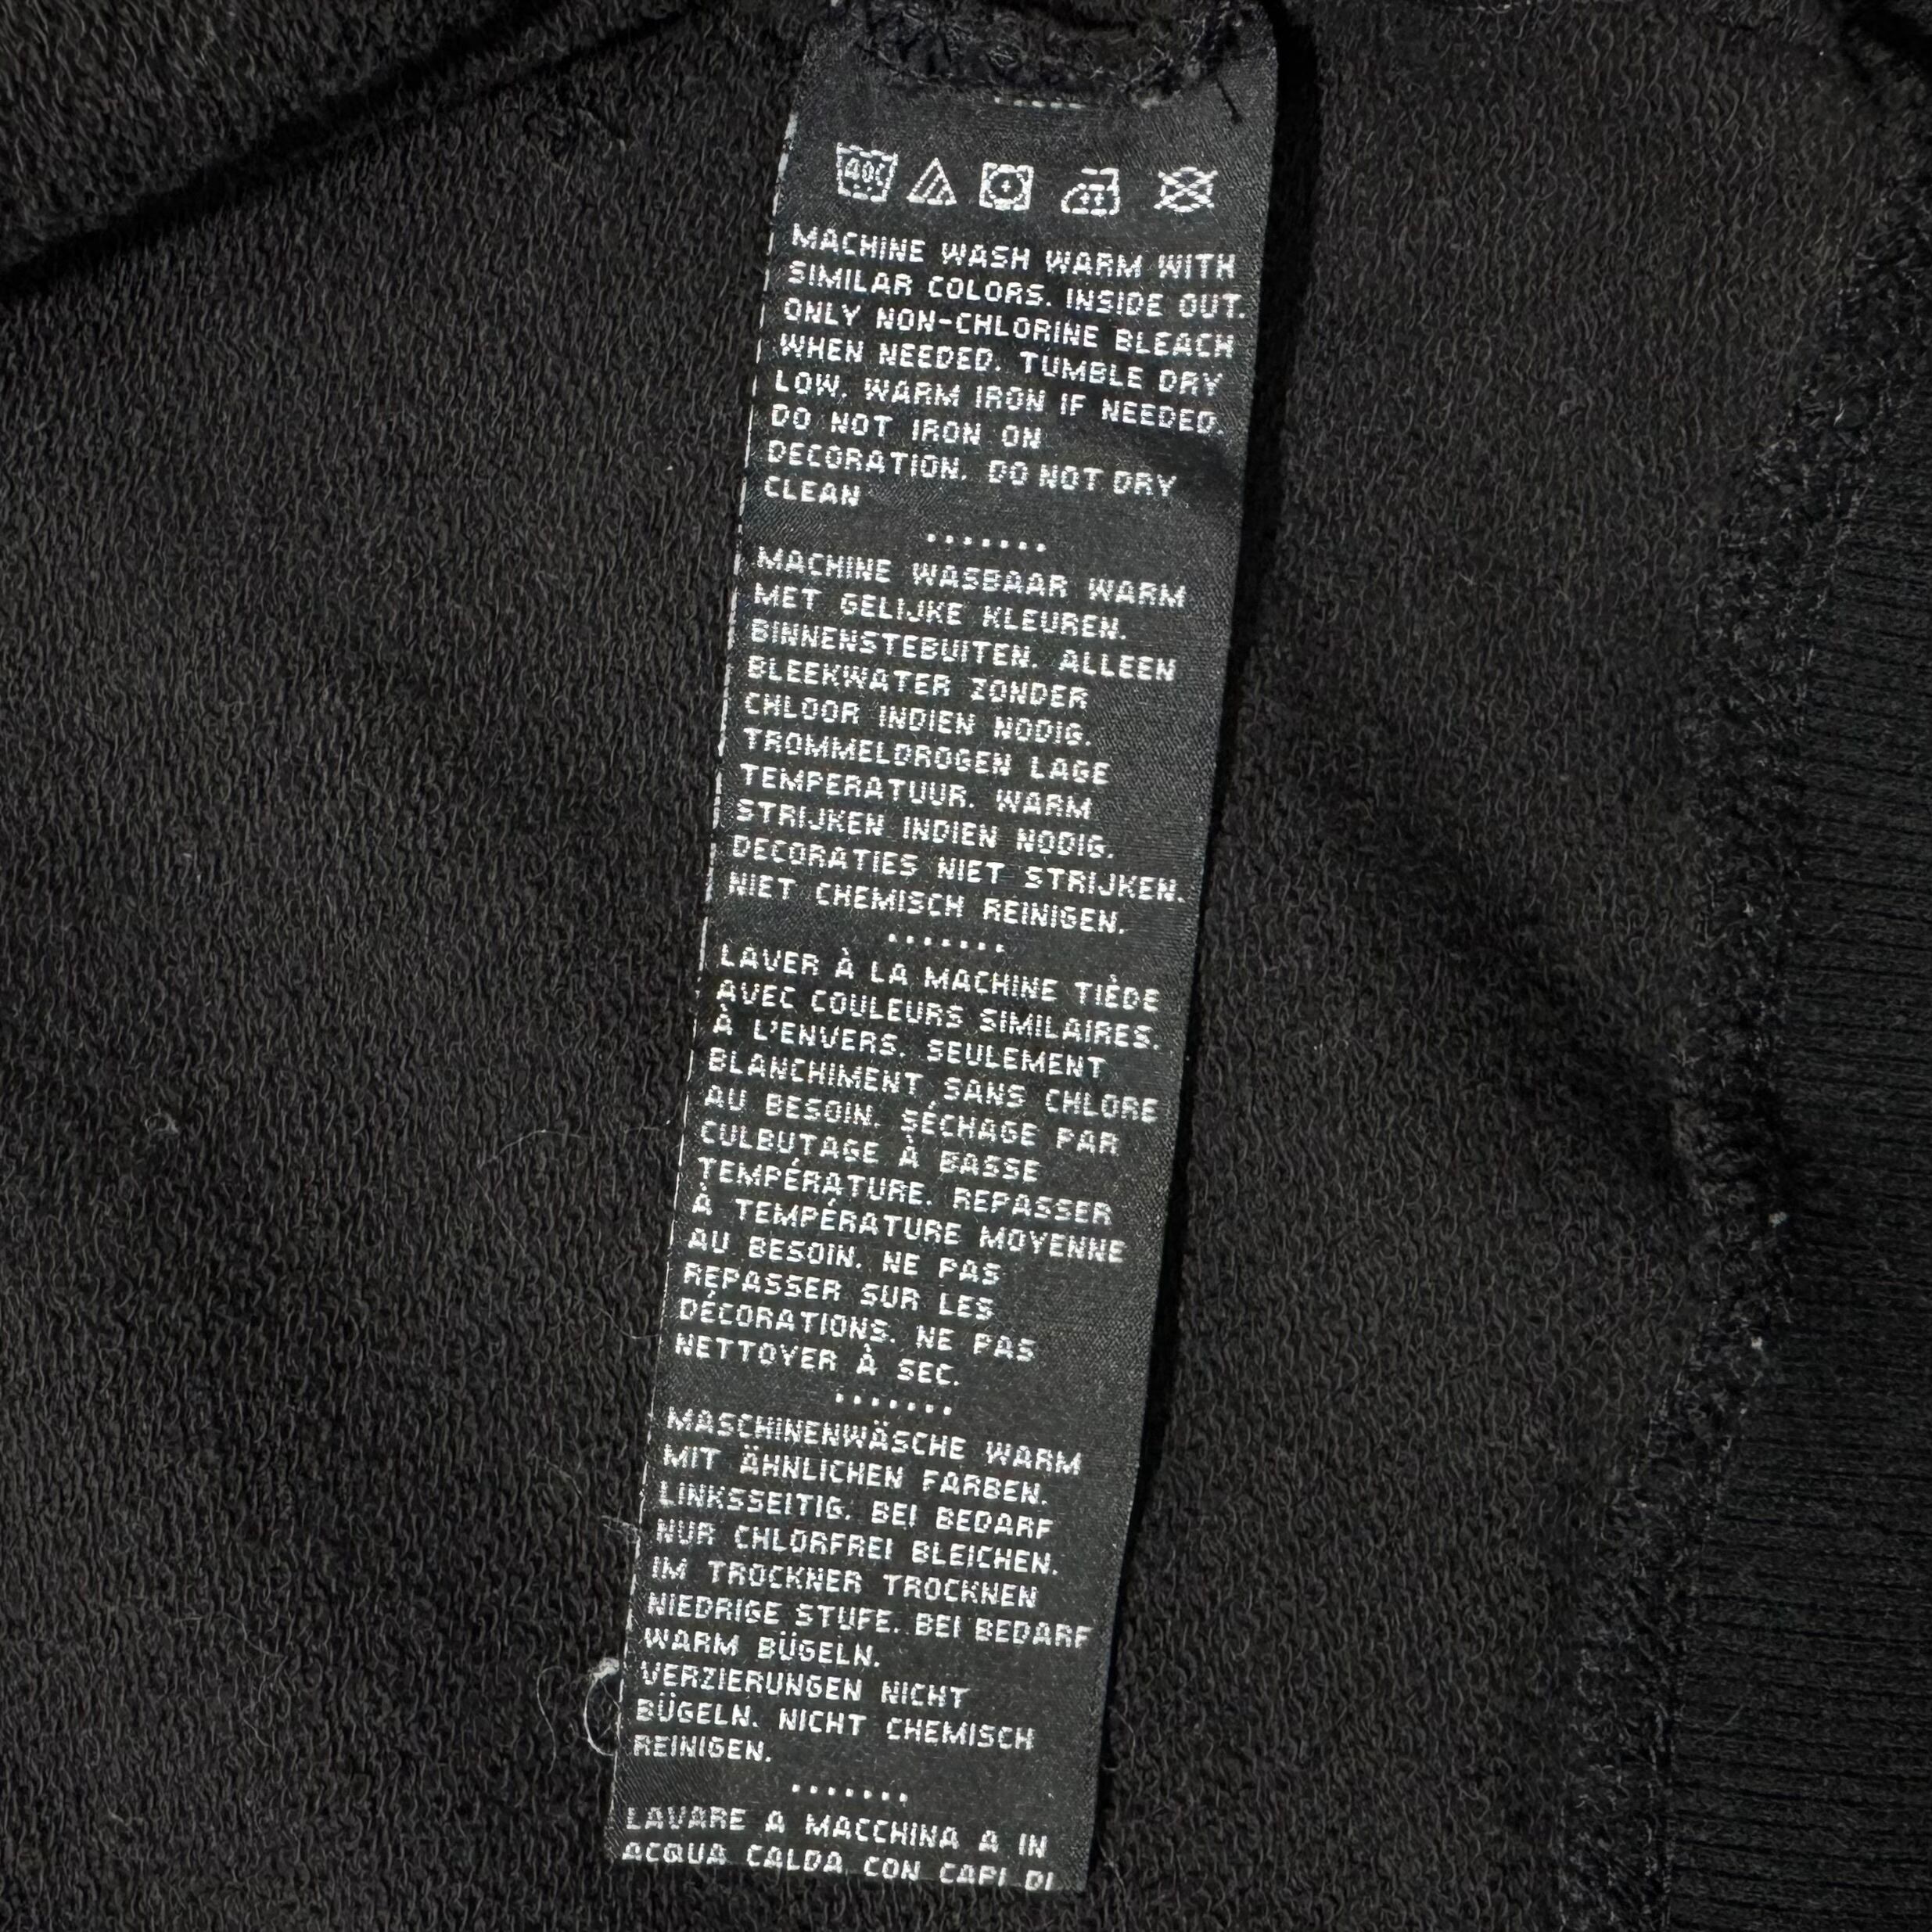 40C
MACHINE WASH WARM WITH
SIMILAR COLORS. INSIDE OUT.
ONLY NON-CHLORINE BLEACH
WHEN NEEDED. TUMBLE DRY
LOW. WARM IRON IF NEEDED.
DO NOT IRON ON
DECORATION. DO NOT DRY
CLEAN
.......
MACHINE WASBAAR WARM
MET GELIJKE KLEUREN.
BINNENSTEBUITEN. ALLEEN
BLEEKWATER ZONDER
CHLOOR INDIEN NODIG.
TROMMELDROGEN LAGE
TEMPERATUUR. WARM
STRIJKEN INDIEN NODIG.
DECORATIES NIET STRIJKEN.
NIET CHEMISCH REINIGEN.
.......
LAVER À LA MACHINE TIÈDE
AVEC COULEURS SIMILAIRES.
À L'ENVERS. SEULEMENT
BLANCHIMENT SANS CHLORE
AU BESOIN. SÉCHAGE PAR
CULBUTAGE À BASSE
TEMPÉRATURE. REPASSER
À TEMPÉRATURE MOYENNE
AU BESOIN. NE PAS
REPASSER SUR LES
DÉCORATIONS. NE PAS
NETTOYER À SEC.
.......
MASCHINENWÄSCHE WARM
MIT ÄHNLICHEN FARBEN.
LINKSSEITIG. BEI BEDARF
NUR CHLORFREI BLEICHEN.
IM TROCKNER TROCKNEN
NIEDRIGE STUFE. BEI BEDARF
WARM BÜGELN.
VERZIERUNGEN NICHT
BÜGELN. NICHT CHEMISCH
REINIGEN.
.......
LAVARE A MACCHINA A IN
ACQUA CALDA CON CAPI DI